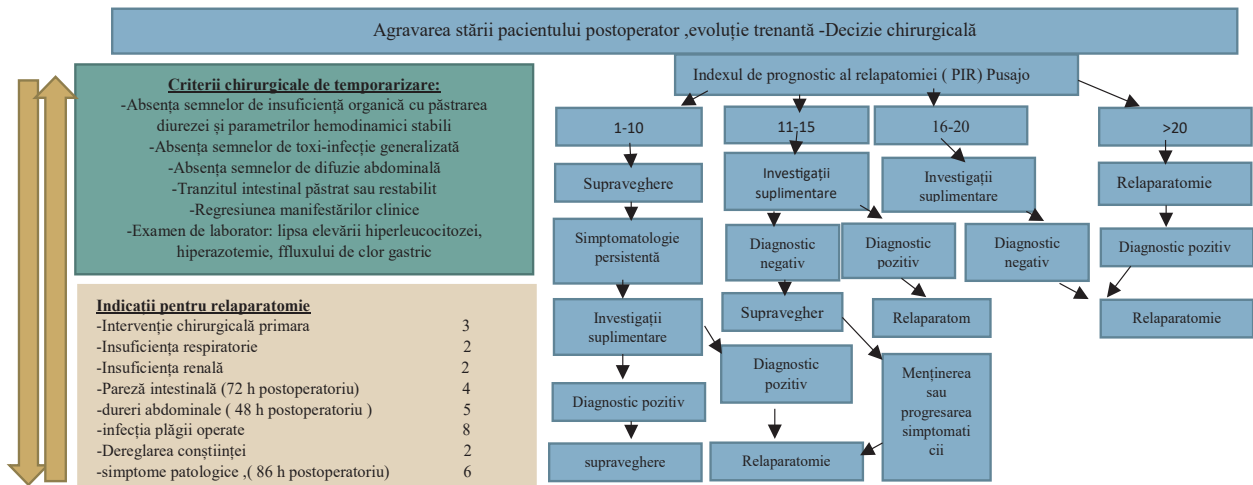 Agravarea stării pacientului postoperator ,evoluție trenantă -Decizie chirurgicală
Criterii chirurgicale de temporarizare:
-Absența semnelor de insuficiență organică cu păstrarea
diurezei și parametrilor hemodinamici stabili
-Absența semnelor de toxi-infecție generalizată
-Absența semnelor de difuzie abdominală
-Tranzitul intestinal păstrat sau restabilit
-Regresiunea manifestărilor clinice
-Examen de laborator: lipsa elevării hiperleucocitozei,
hiperazotemie, ffluxului de clor gastric
Indicații pentru relaparatomie
-Intervenție chirurgicală primara 3
-Insuficiența respiratorie 2
-Insuficiența renală 2
-Pareză intestinală (72 h postoperatoriu) 4
-dureri abdominale ( 48 h postoperatoriu ) 5
-infecția plăgii operate 8
-Dereglarea conștiinței 2
-simptome patologice ,( 86 h postoperatoriu) 6
Indexul de prognostic al relapatomiei ( PIR) Pusajo
1-10
Supraveghere
Simptomatologie
persistentă
Investigații
suplimentare
Diagnostic pozitiv
supraveghere
Diagnostic
pozitiv
Relaparatomie
11-15
Investigații
suplimentare
Diagnostic
negativ
Supravegher
Diagnostic
pozitiv
Relaparatom
Menținerea
sau
progresarea
simptomati
cii
16-20
Investigații
suplimentare
Diagnostic
negativ
>20
Relaparatomie
Diagnostic pozitiv
Relaparatomie